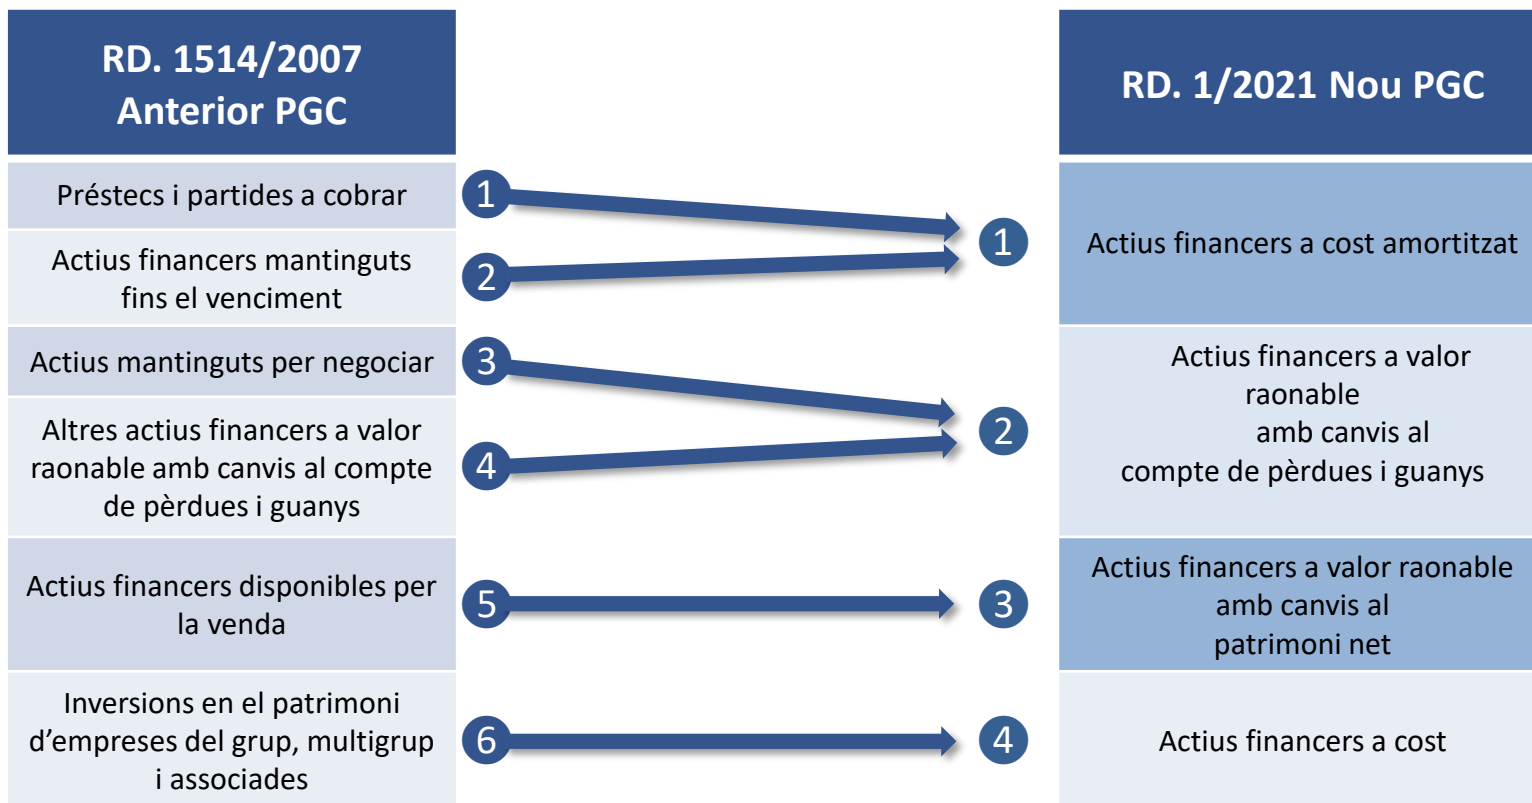 RD. 1514/2007
Anterior PGC
RD. 1/2021 Nou PGC
Préstecs i partides a cobrar
1
Actius financers mantinguts
fins el venciment
2
1
Actius financers a cost amortitzat
Actius mantinguts per negociar
3
Altres actius financers a valor
raonable amb canvis al compte
de pèrdues i guanys
4
2
Actius financers a valor
raonable
amb canvis al
compte de pèrdues i guanys
Actius financers disponibles per
la venda
5
3
Actius financers a valor raonable
amb canvis al
patrimoni net
Inversions en el patrimoni
d’empreses del grup, multigrup
i associades
6
4
Actius financers a cost